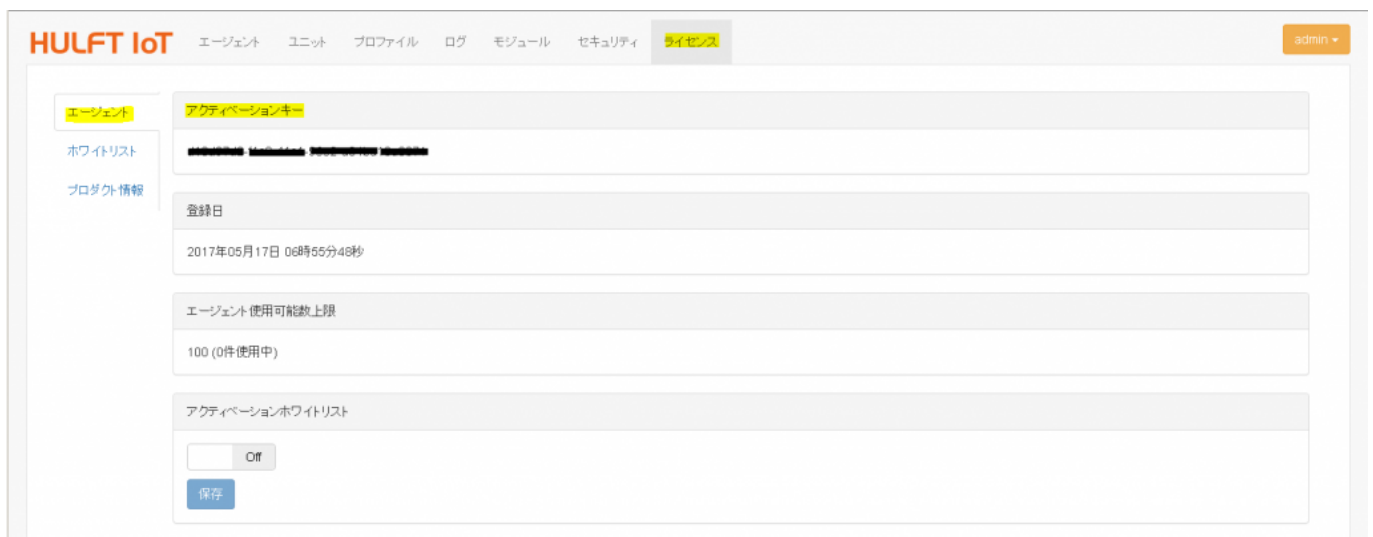 HULFT IoT エージェント ユニット プロファイル ログ モジュール セキュリティ ライセンス admin
エージェント
ホワイトリスト
プロダクト情報
アクティベーションキー
登録日
2017年05月17日 06時55分48秒
エージェント使用可能数上限
100 (0件使用中)
アクティベーションホワイトリスト
Off
保存